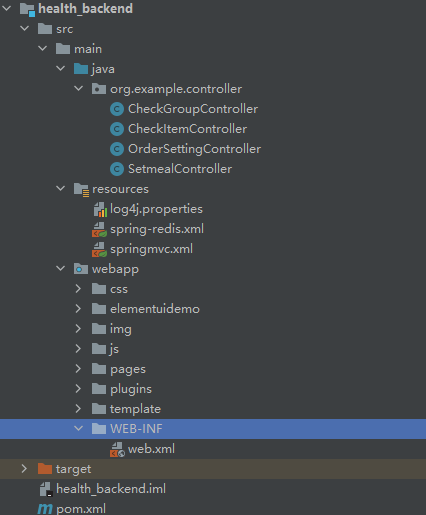 health_backend
src
main
java
org.example.controller
CheckGroupController
CheckItemController
OrderSettingController
SetmealController
resources
log4j.properties
spring-redis.xml
springmvc.xml
webapp
css
elementuidemo
img
js
pages
plugins
template
WEB-INF
web.xml
target
health_backend.iml
pom.xml